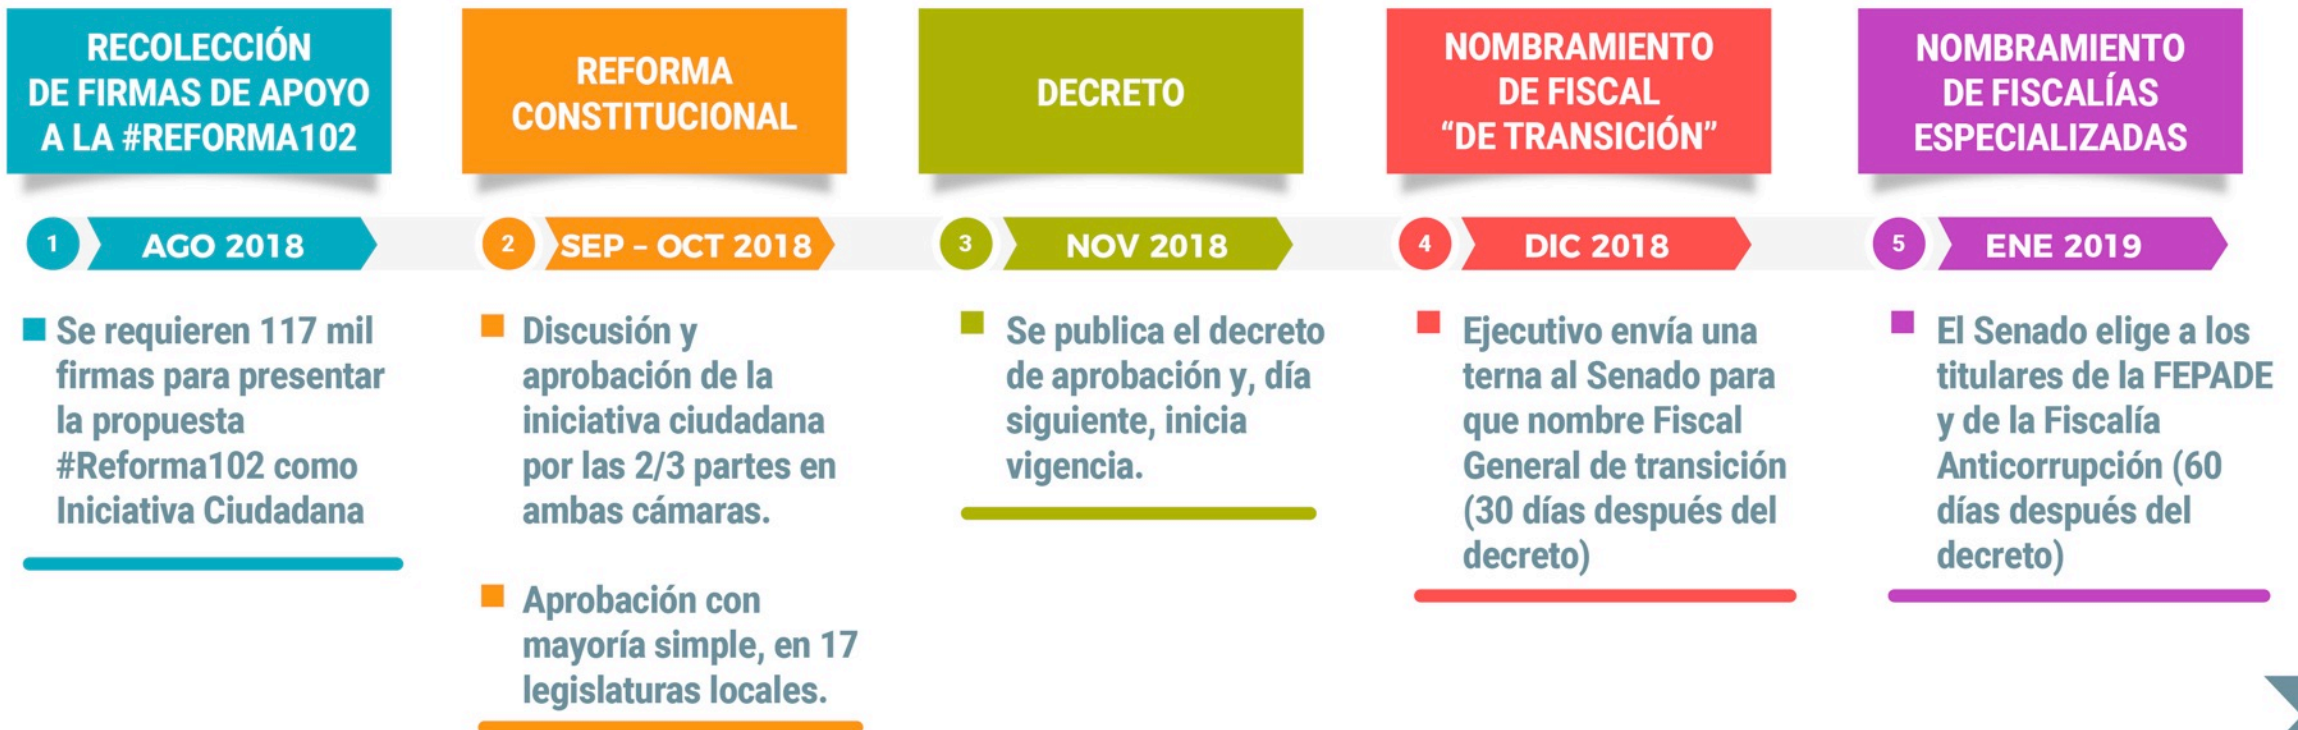 RECOLECCIÓN
DE FIRMAS DE APOYO
A LA #REFORMA102
1
AGO 2018
Se requieren 117 mil
firmas para presentar
la propuesta
#Reforma102 como
Iniciativa Ciudadana
REFORMA
CONSTITUCIONAL
2
SEP – OCT 2018
Discusión y
aprobación de la
iniciativa ciudadana
por las 2/3 partes en
ambas cámaras.
Aprobación con
mayoría simple, en 17
legislaturas locales.
DECRETO
3
NOV 2018
Se publica el decreto
de aprobación y, día
siguiente, inicia
vigencia.
NOMBRAMIENTO
DE FISCAL
“DE TRANSICIÓN”
4
DIC 2018
Ejecutivo envía una
terna al Senado para
que nombre Fiscal
General de transición
(30 días después del
decreto)
NOMBRAMIENTO
DE FISCALÍAS
ESPECIALIZADAS
5
ENE 2019
El Senado elige a los
titulares de la FEPADE
y de la Fiscalía
Anticorrupción (60
días después del
decreto)